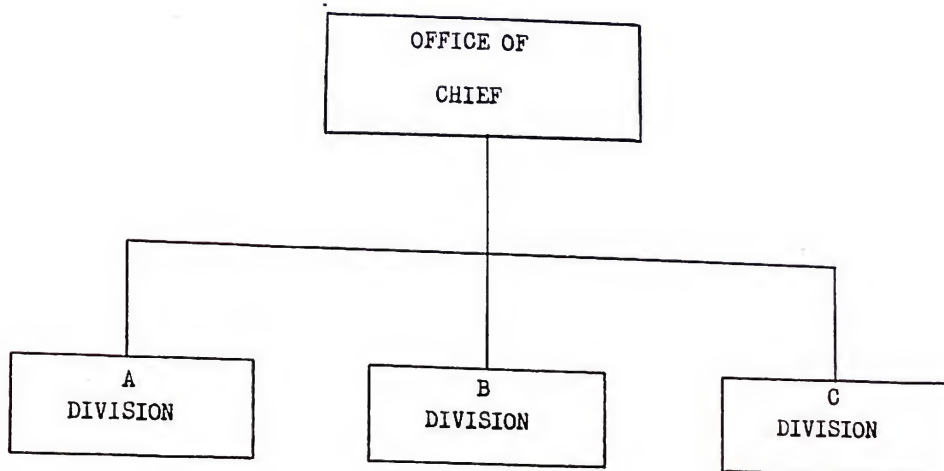 OFFICE OF
CHIEF
A
DIVISION
B
DIVISION
C
DIVISION